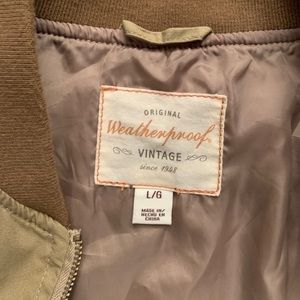 ORIGINAL
Weatherproof
VINTAGE
since 1948
L/G
MADE IN/
HECHO EN
CHINA